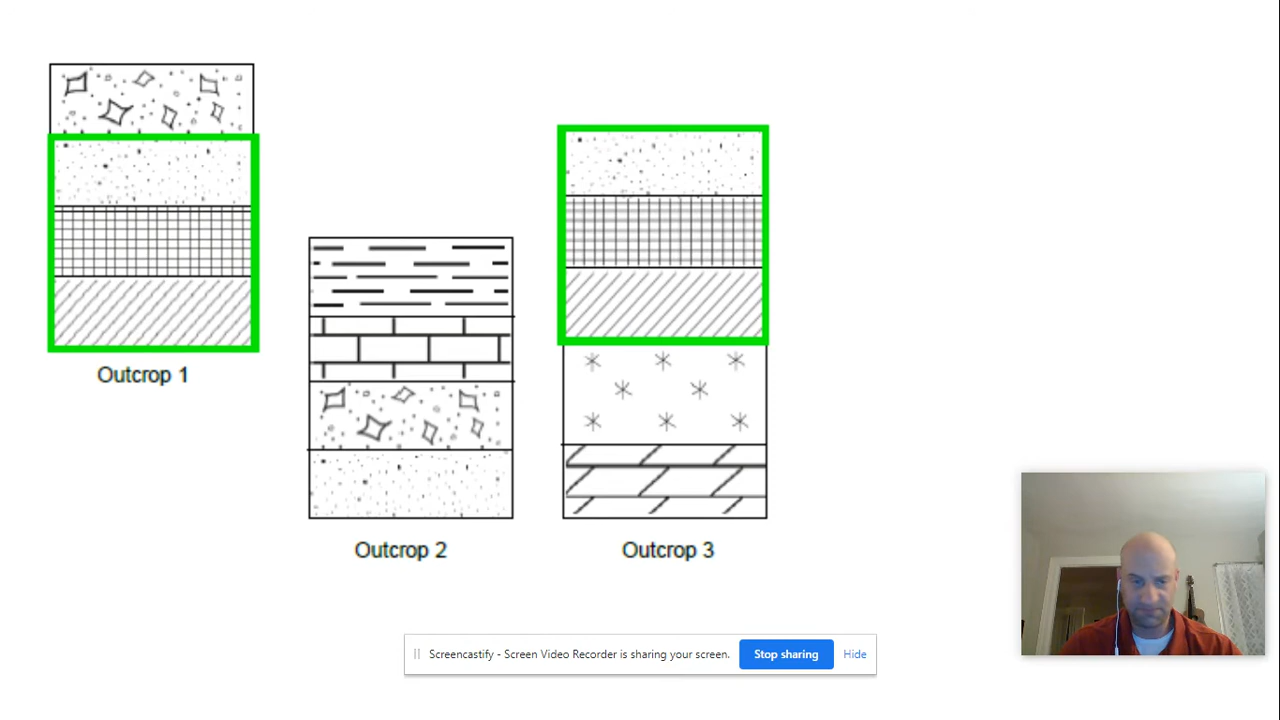 Outcrop 1
Outcrop 2
Outcrop 3
Screencastify - Screen Video Recorder is sharing your screen.
Stop sharing
Hide